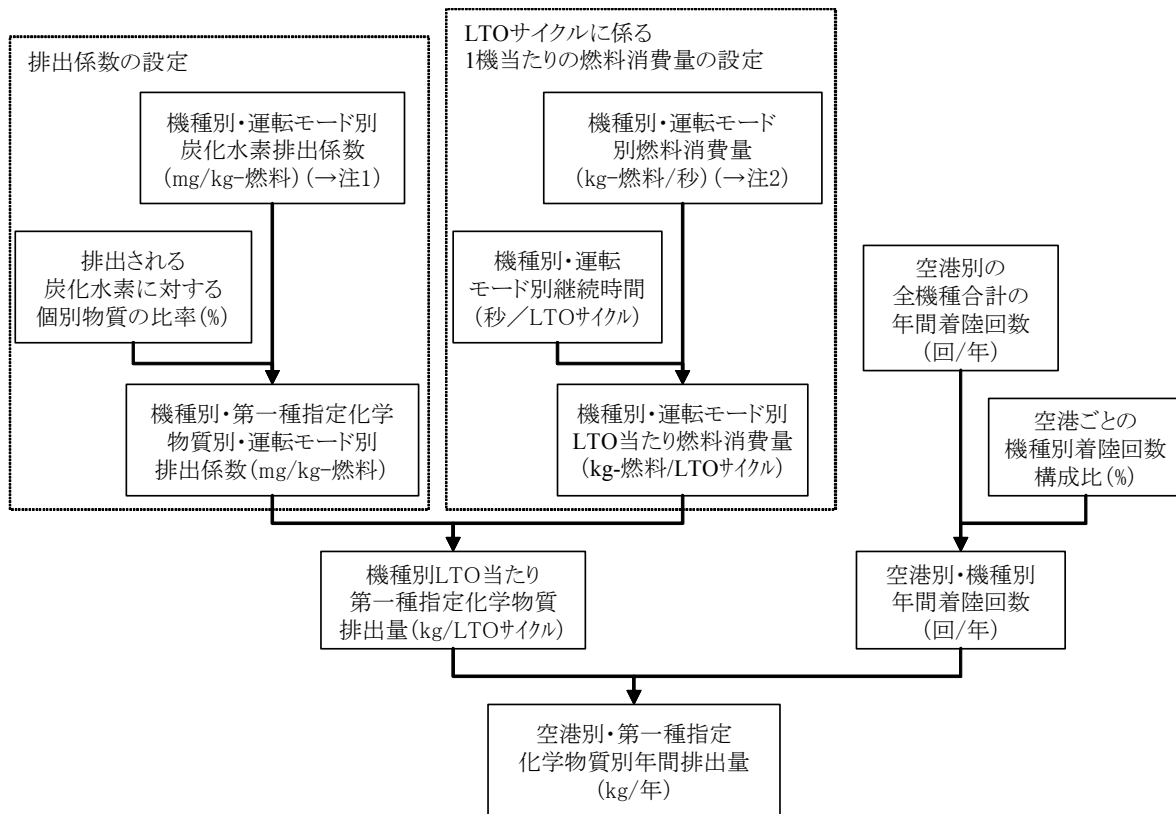 排出係数の設定
機種別・運転モード別
炭化水素排出係数
(mg/kg-燃料)(→注1)
排出される
炭化水素に対する
個別物質の比率(%)
機種別・第一種指定化学
物質別・運転モード別
排出係数(mg/kg-燃料)
LTOサイクルに係る
1機当たりの燃料消費量の設定
機種別・運転モード
別燃料消費量
(kg-燃料/秒)(→注2)
機種別・運転
モード別継続時間
(秒/LTOサイクル)
機種別・運転モード別
LTO当たり燃料消費量
(kg-燃料/LTOサイクル)
空港別の
全機種合計の
年間着陸回数
(回/年)
空港ごとの
機種別着陸回数
構成比(%)
機種別LTO当たり
第一種指定化学物質
排出量(kg/LTOサイクル)
空港別・機種別
年間着陸回数
(回/年)
空港別・第一種指定
化学物質別年間排出量
(kg/年)